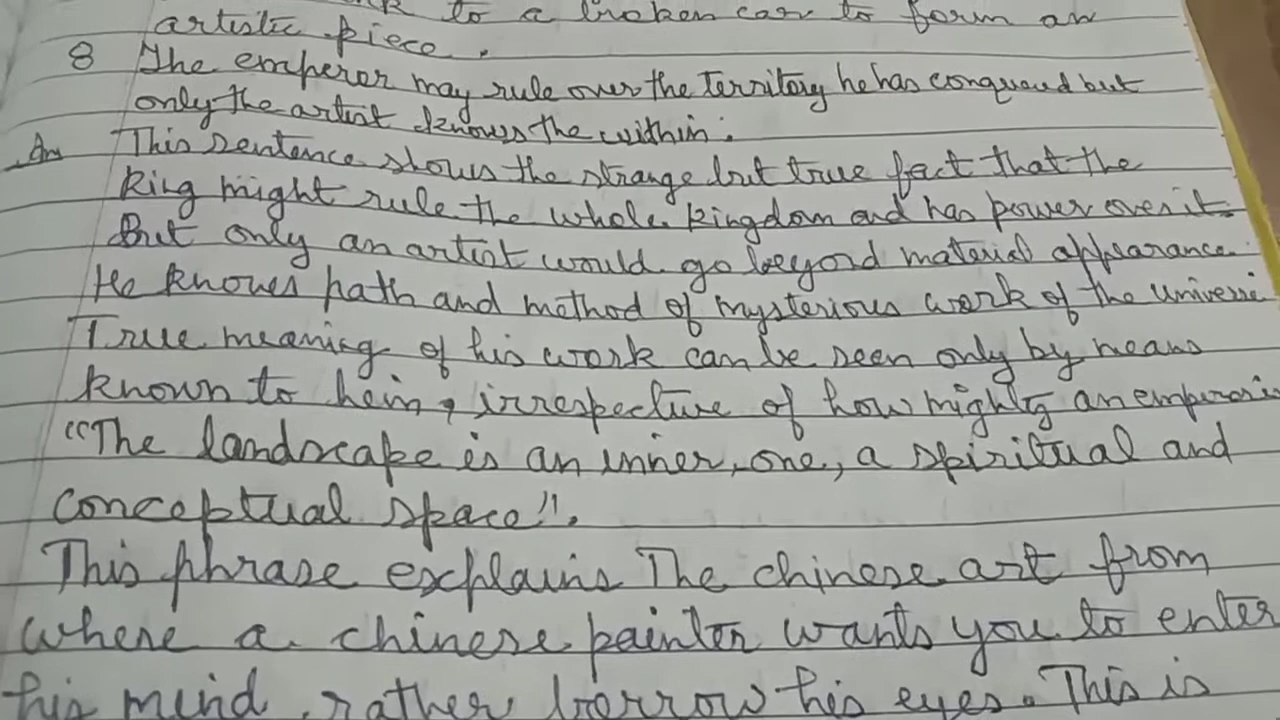 to a broken car to form an
artistic piece.
8 The emperor may rule over the territory he has conquered but
only the artist knows the within.
Ans This sentence shows the strange but true fact that the
King might rule the whole kingdom and has power over it.
But only an artist would go beyond material appearance.
He knows path and method of mysterious work of the universe
True meaning of his work can be seen only by means
known to him, irrespective of how mighty an emperor is
"The landscape is an inner, one, a spiritual and
conceptual space".
This phrase explains The chinese art from
where a chinese painter wants you to enter
his mind, rather borrow his eyes. This is